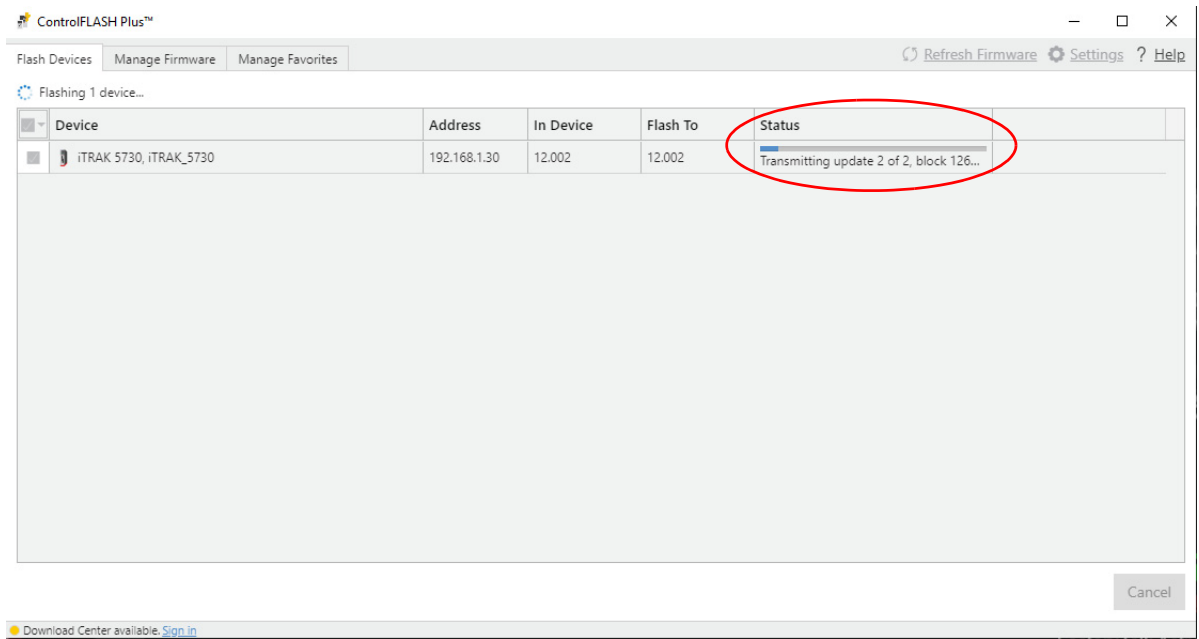 ControlFLASH Plus™
Flash Devices Manage Firmware Manage Favorites Refresh Firmware Settings ? Help
Flashing 1 device...
Device Address In Device Flash To Status
iTRAK 5730, iTRAK_5730 192.168.1.30 12.002 12.002 Transmitting update 2 of 2, block 126...
Cancel
Download Center available. Sign in